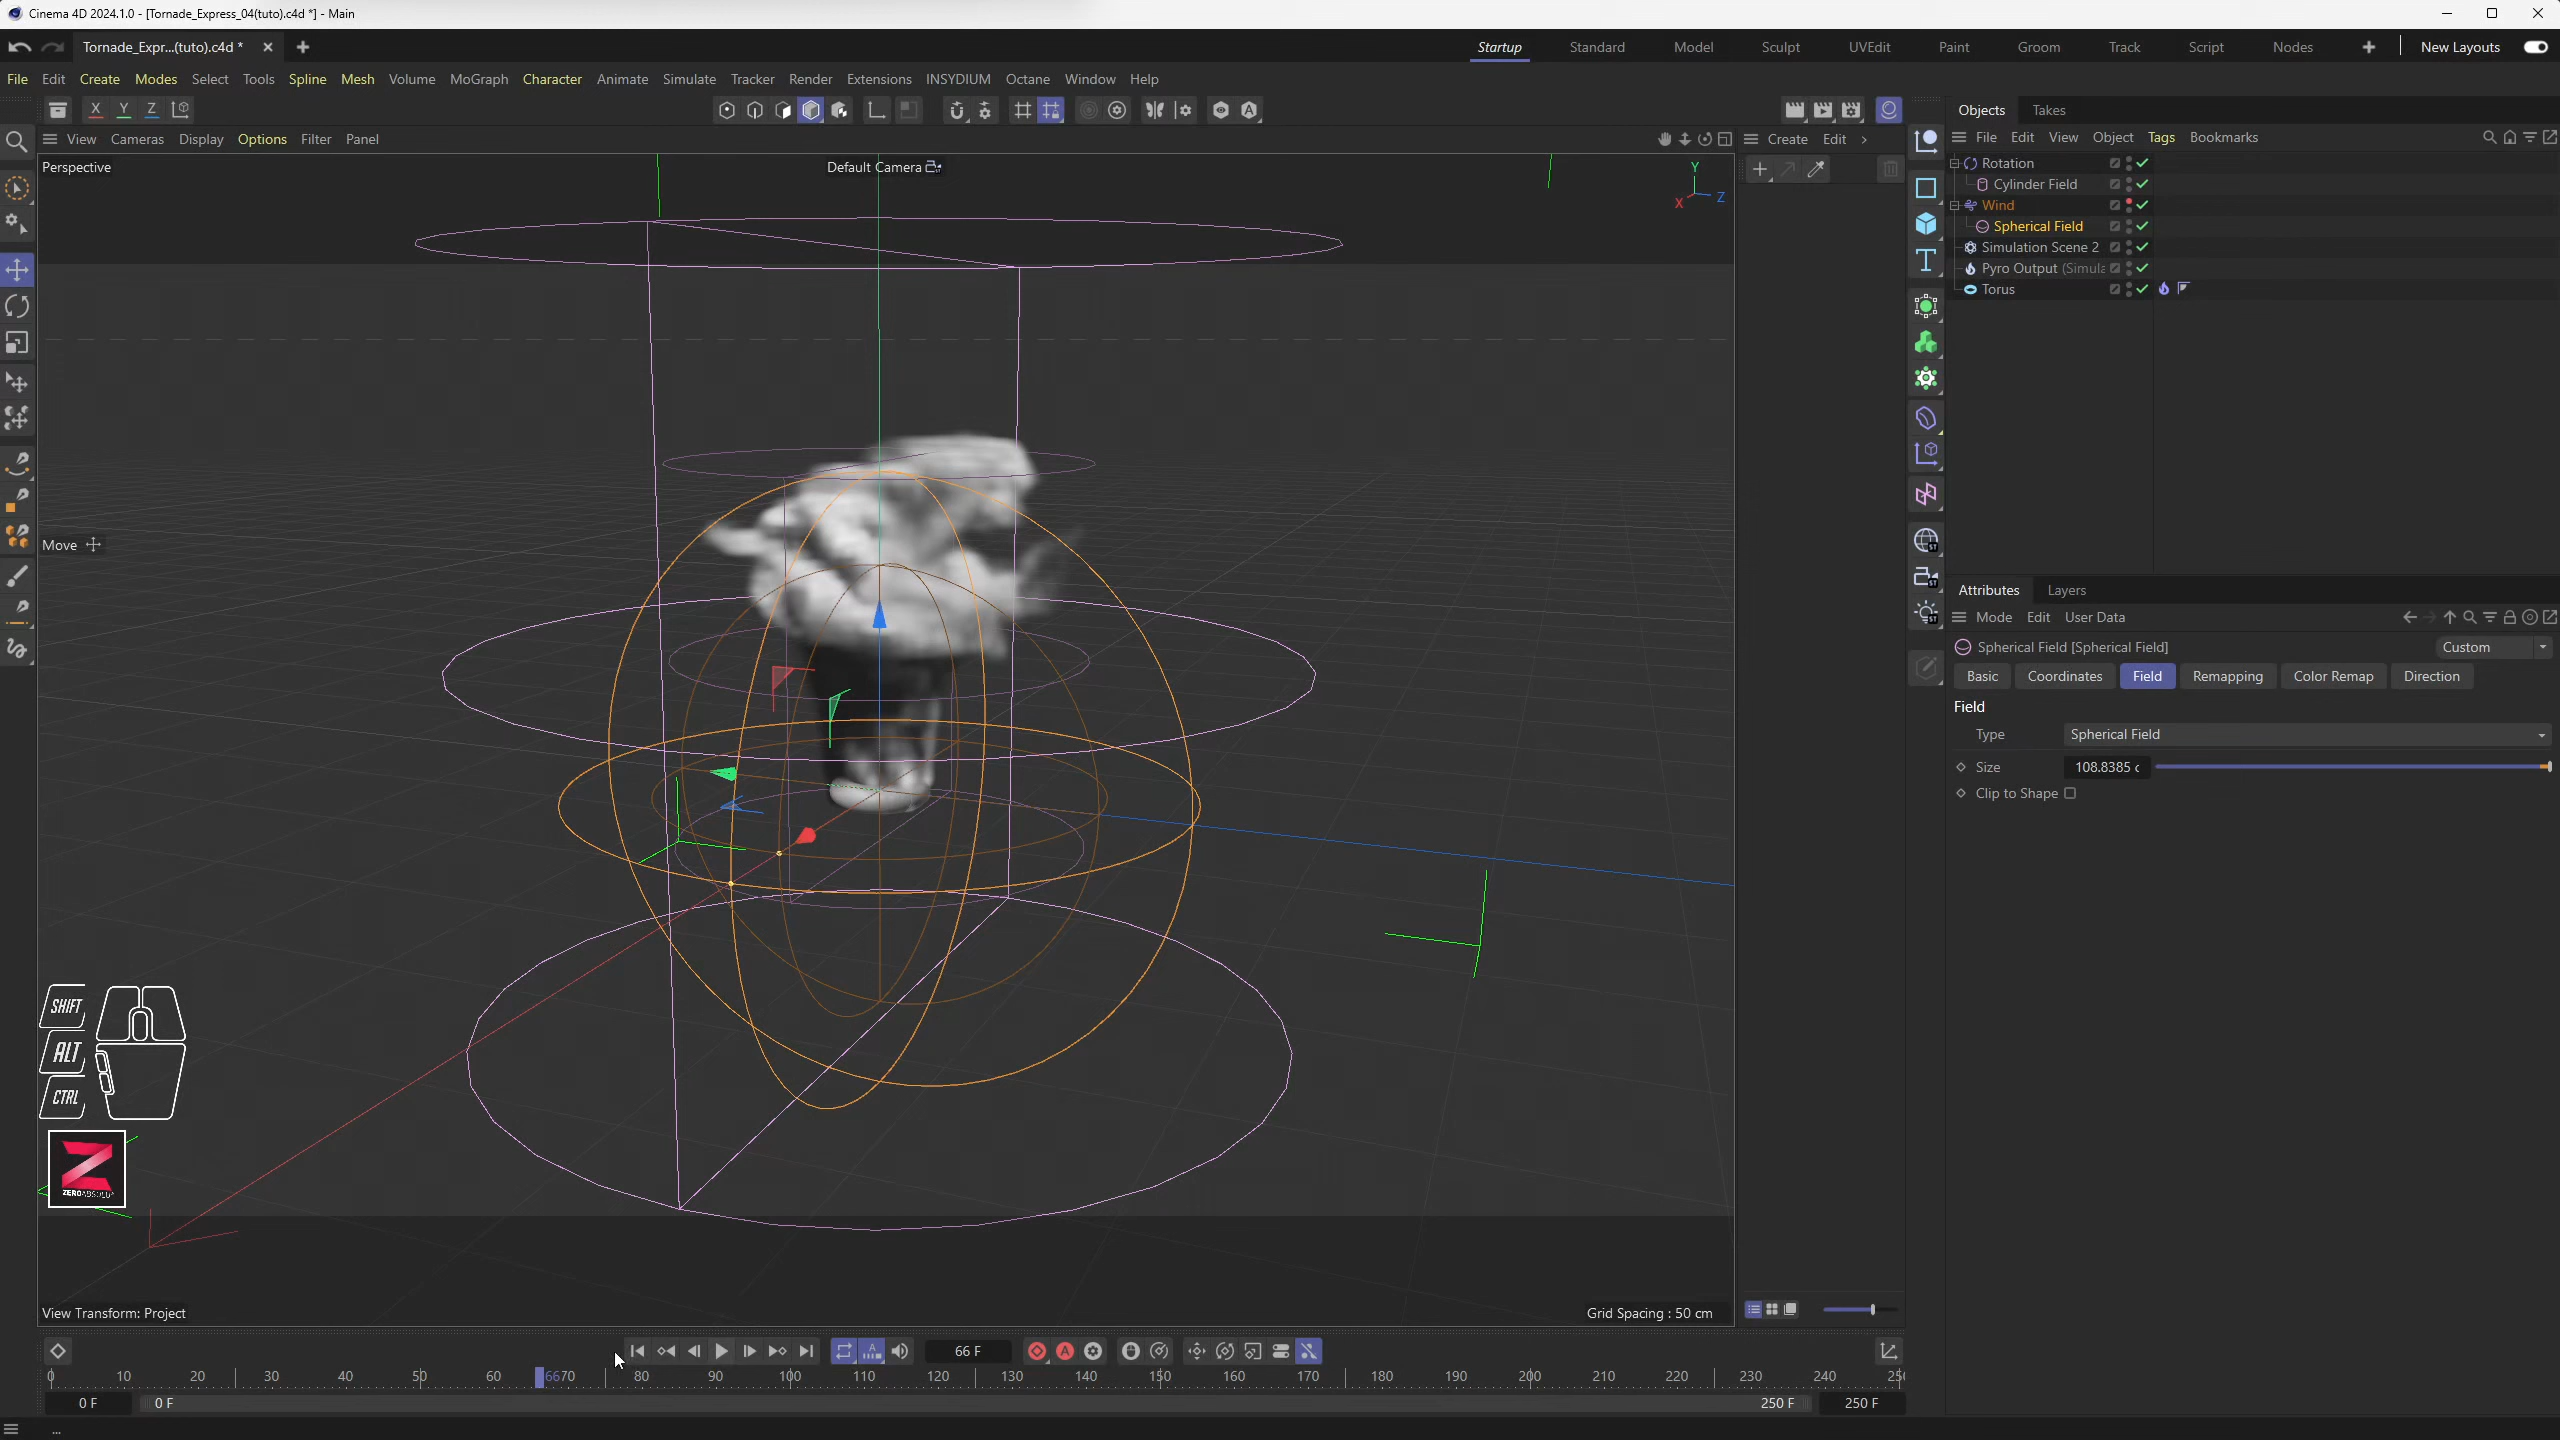 Cinema 4D 2024.1.0 - [Tornade_Express_04(tuto).c4d *] - Main
Tornade_Expr...(tuto).c4d *
Startup Standard Model Sculpt UVEdit Paint Groom Track Script Nodes New Layouts
File Edit Create Modes Select Tools Spline Mesh Volume MoGraph Character Animate Simulate Tracker Render Extensions INSYDIUM Octane Window Help
X Y Z
Objects Takes
View Cameras Display Options Filter Panel
Create Edit
File Edit View Object Tags Bookmarks
Perspective
Default Camera
Y
X Z
Rotation
Cylinder Field
Wind
Spherical Field
Simulation Scene 2
Pyro Output (Simula
Torus
Move
Attributes Layers
Mode Edit User Data
Spherical Field [Spherical Field]
Custom
Basic Coordinates Field Remapping Color Remap Direction
Field
Type Spherical Field
Size 108.8385 c
Clip to Shape
SHIFT
ALT
CTRL
ZEROABSOLU
View Transform: Project
Grid Spacing : 50 cm
66 F
0 10 20 30 40 50 60 6670 80 90 100 110 120 130 140 150 160 170 180 190 200 210 220 230 240 25
0 F 0 F 250 F 250 F
...